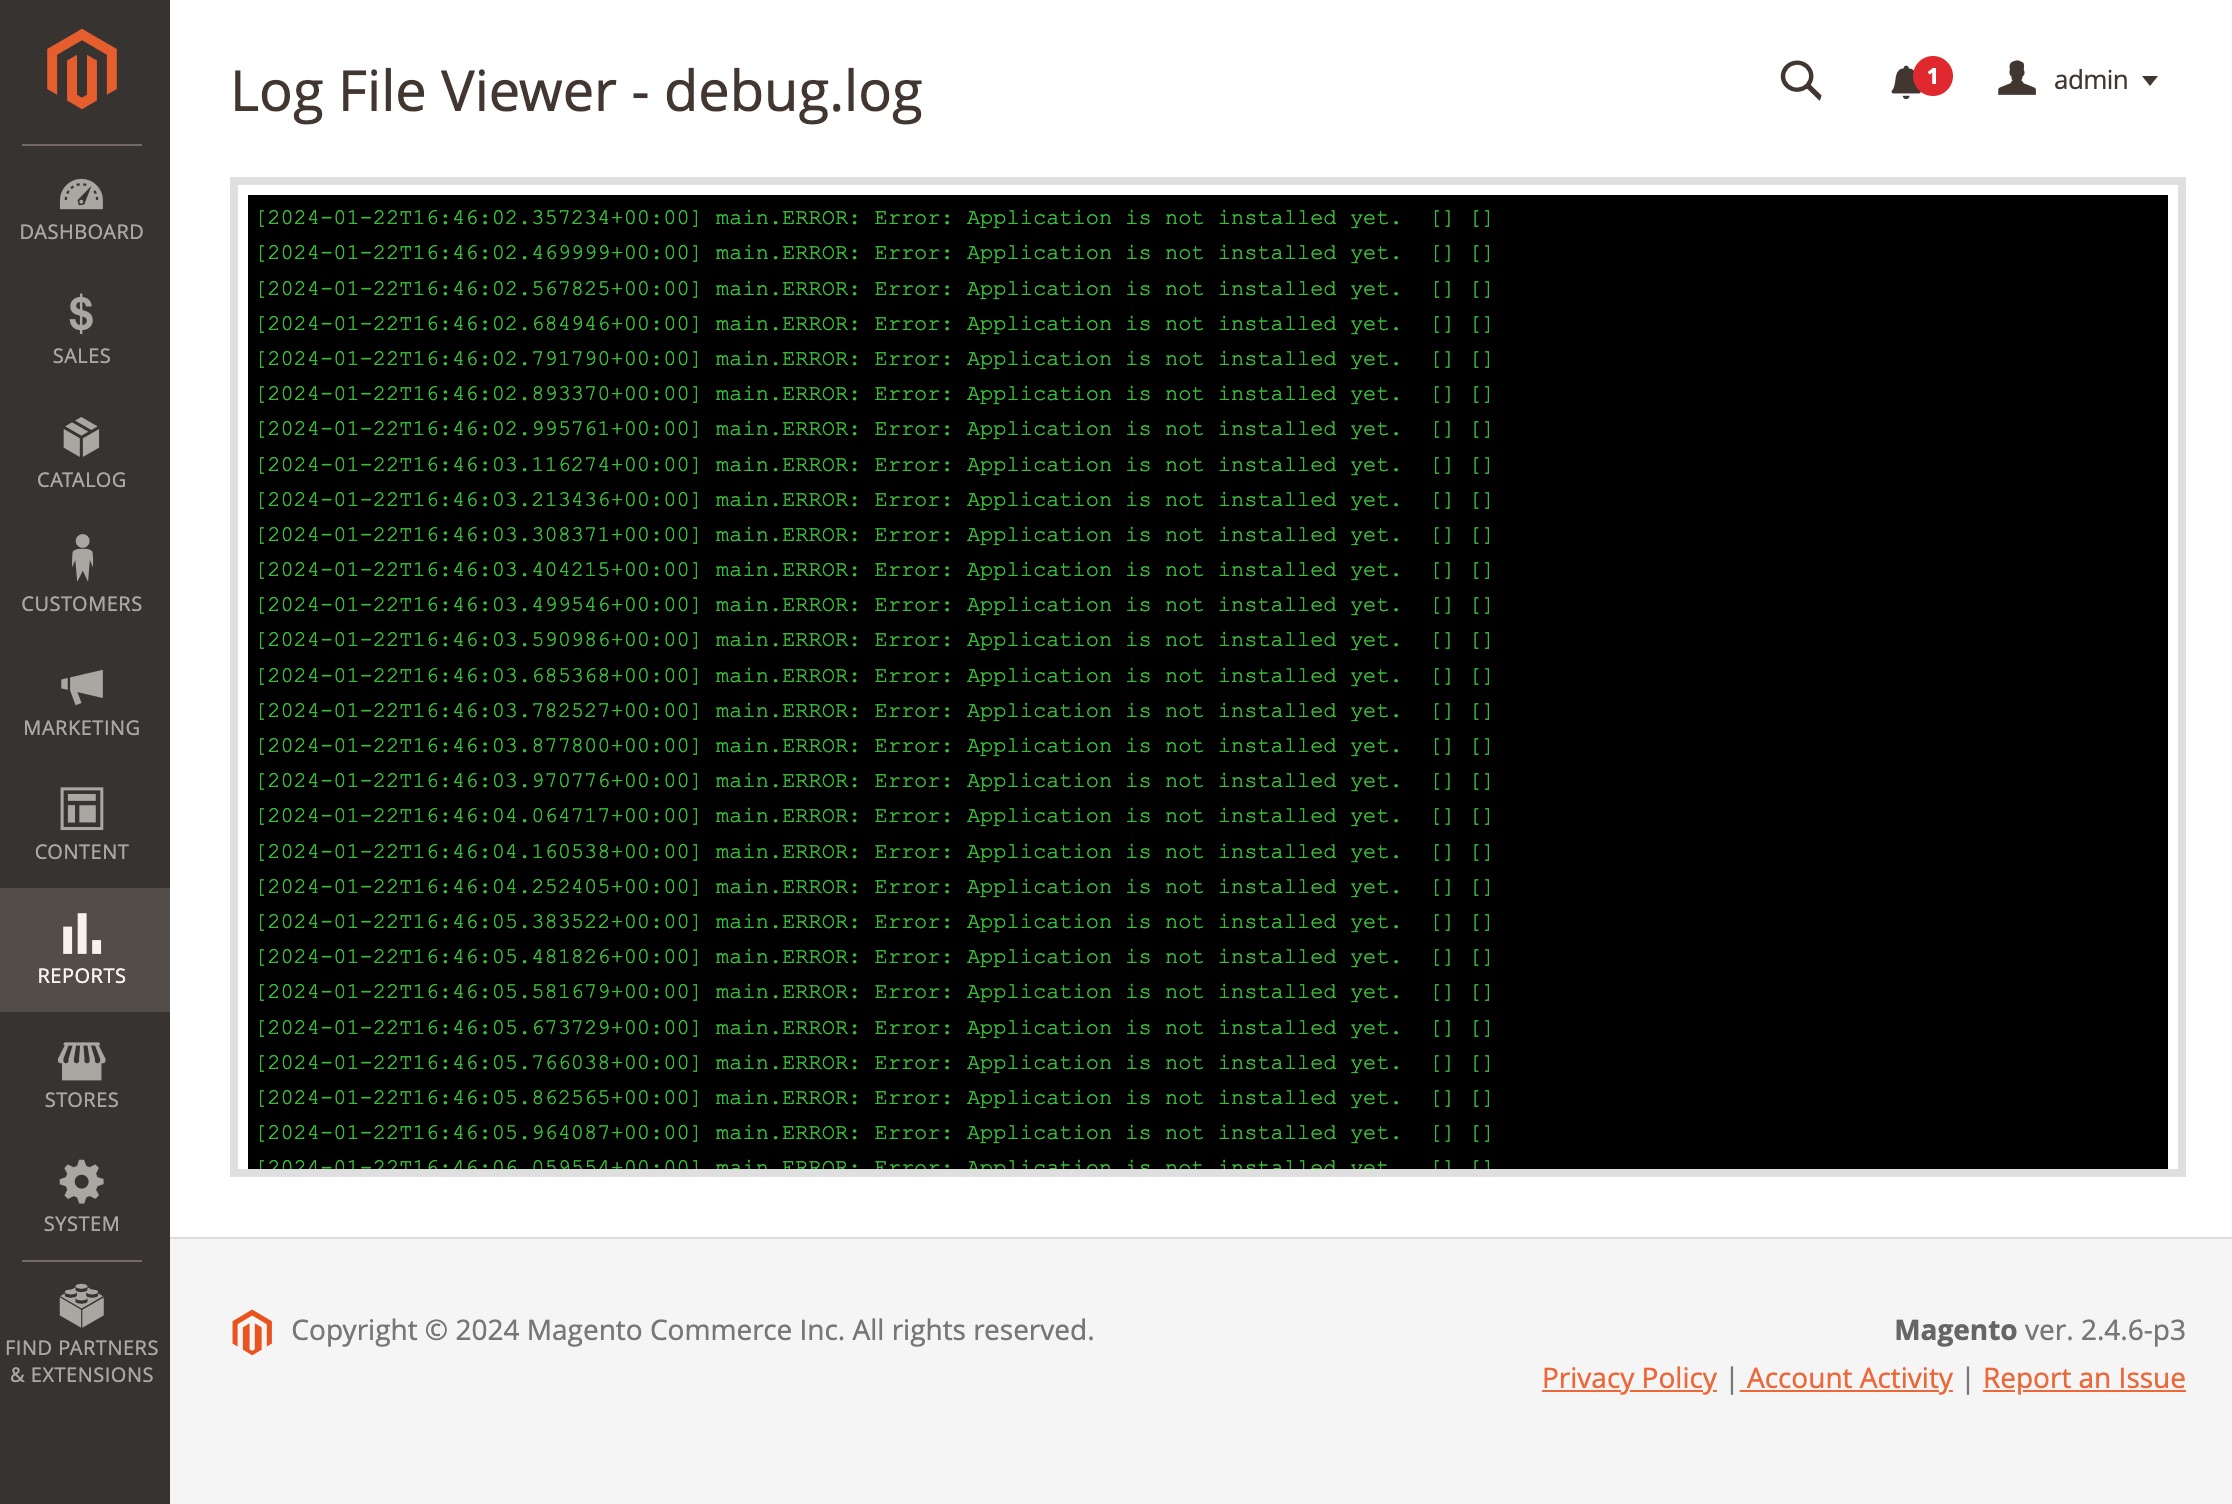 Log File Viewer - debug.log
1
admin
DASHBOARD
SALES
CATALOG
CUSTOMERS
MARKETING
CONTENT
REPORTS
STORES
SYSTEM
FIND PARTNERS
& EXTENSIONS
[2024-01-22T16:46:02.357234+00:00] main.ERROR: Error: Application is not installed yet.  [] []
[2024-01-22T16:46:02.469999+00:00] main.ERROR: Error: Application is not installed yet.  [] []
[2024-01-22T16:46:02.567825+00:00] main.ERROR: Error: Application is not installed yet.  [] []
[2024-01-22T16:46:02.684946+00:00] main.ERROR: Error: Application is not installed yet.  [] []
[2024-01-22T16:46:02.791790+00:00] main.ERROR: Error: Application is not installed yet.  [] []
[2024-01-22T16:46:02.893370+00:00] main.ERROR: Error: Application is not installed yet.  [] []
[2024-01-22T16:46:02.995761+00:00] main.ERROR: Error: Application is not installed yet.  [] []
[2024-01-22T16:46:03.116274+00:00] main.ERROR: Error: Application is not installed yet.  [] []
[2024-01-22T16:46:03.213436+00:00] main.ERROR: Error: Application is not installed yet.  [] []
[2024-01-22T16:46:03.308371+00:00] main.ERROR: Error: Application is not installed yet.  [] []
[2024-01-22T16:46:03.404215+00:00] main.ERROR: Error: Application is not installed yet.  [] []
[2024-01-22T16:46:03.499546+00:00] main.ERROR: Error: Application is not installed yet.  [] []
[2024-01-22T16:46:03.590986+00:00] main.ERROR: Error: Application is not installed yet.  [] []
[2024-01-22T16:46:03.685368+00:00] main.ERROR: Error: Application is not installed yet.  [] []
[2024-01-22T16:46:03.782527+00:00] main.ERROR: Error: Application is not installed yet.  [] []
[2024-01-22T16:46:03.877800+00:00] main.ERROR: Error: Application is not installed yet.  [] []
[2024-01-22T16:46:03.970776+00:00] main.ERROR: Error: Application is not installed yet.  [] []
[2024-01-22T16:46:04.064717+00:00] main.ERROR: Error: Application is not installed yet.  [] []
[2024-01-22T16:46:04.160538+00:00] main.ERROR: Error: Application is not installed yet.  [] []
[2024-01-22T16:46:04.252405+00:00] main.ERROR: Error: Application is not installed yet.  [] []
[2024-01-22T16:46:05.383522+00:00] main.ERROR: Error: Application is not installed yet.  [] []
[2024-01-22T16:46:05.481826+00:00] main.ERROR: Error: Application is not installed yet.  [] []
[2024-01-22T16:46:05.581679+00:00] main.ERROR: Error: Application is not installed yet.  [] []
[2024-01-22T16:46:05.673729+00:00] main.ERROR: Error: Application is not installed yet.  [] []
[2024-01-22T16:46:05.766038+00:00] main.ERROR: Error: Application is not installed yet.  [] []
[2024-01-22T16:46:05.862565+00:00] main.ERROR: Error: Application is not installed yet.  [] []
[2024-01-22T16:46:05.964087+00:00] main.ERROR: Error: Application is not installed yet.  [] []
[2024-01-22T16:46:06.059554+00:00] main.ERROR: Error: Application is not installed yet.  [] []
Copyright © 2024 Magento Commerce Inc. All rights reserved.
Magento ver. 2.4.6-p3
Privacy Policy | Account Activity | Report an Issue